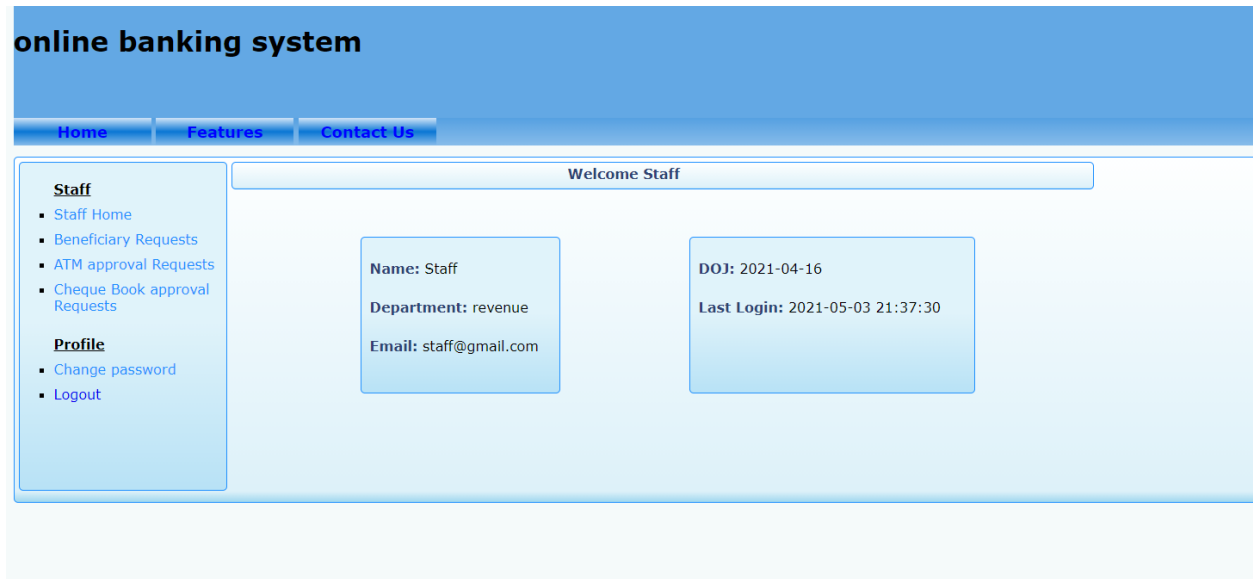 online banking system
Home Features Contact Us
Staff
Staff Home
Beneficiary Requests
ATM approval Requests
Cheque Book approval
Requests
Profile
Change password
Logout
Welcome Staff
Name: Staff
Department: revenue
Email: staff@gmail.com
DOJ: 2021-04-16
Last Login: 2021-05-03 21:37:30